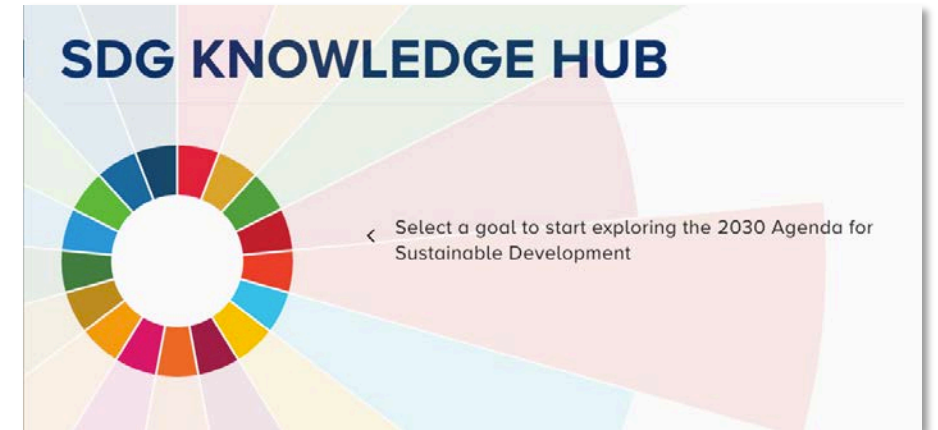 SDG KNOWLEDGE HUB
Select a goal to start exploring the 2030 Agenda for
Sustainable Development